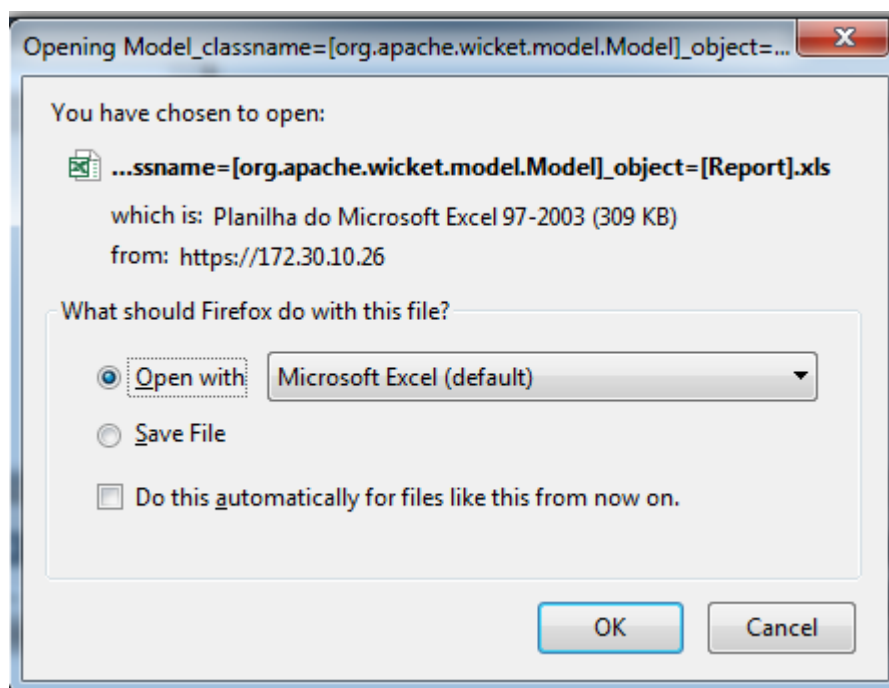 Opening Model_classname=[org.apache.wicket.model.Model]_object=...
You have chosen to open:
...ssname=[org.apache.wicket.model.Model]_object=[Report].xls
which is: Planilha do Microsoft Excel 97-2003 (309 KB)
from: https://172.30.10.26
What should Firefox do with this file?
Open with Microsoft Excel (default)
Save File
Do this automatically for files like this from now on.
OK Cancel